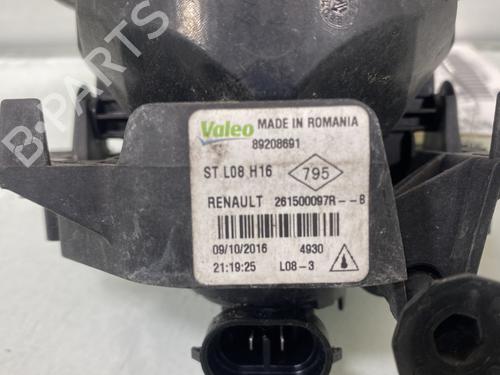 Valeo MADE IN ROMANIA
89208691
ST L08 H16 795
RENAULT 261500097R--B
09/10/2016 4930
21:19:25 L08-3
B-PARTS